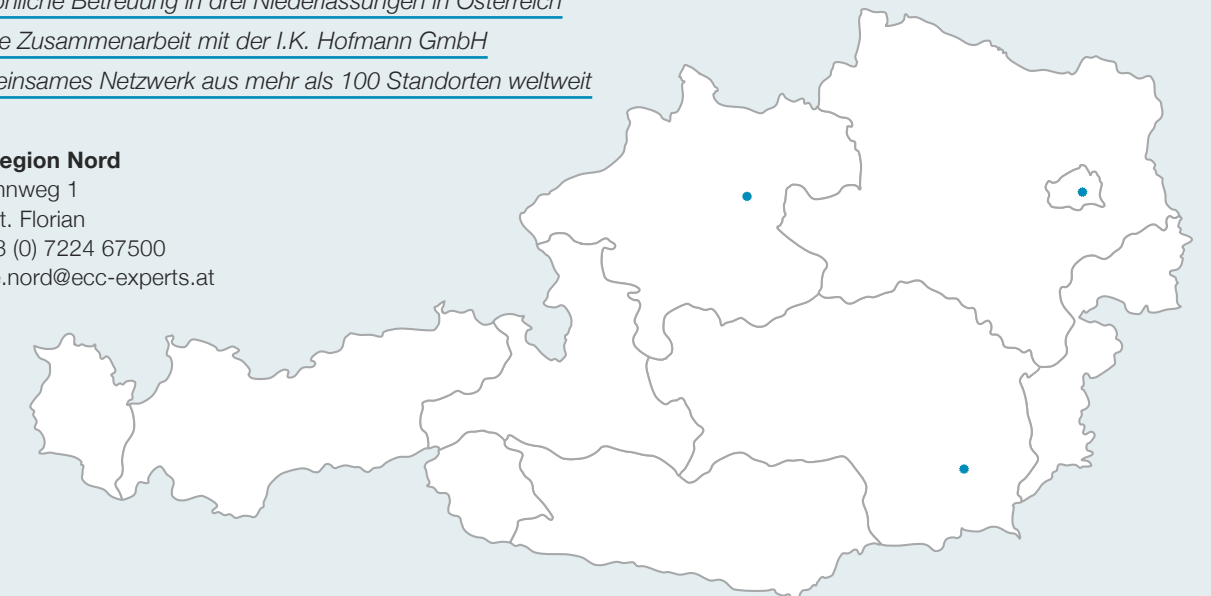 önliche Betreuung in drei Niederlassungen in Österreich
e Zusammenarbeit mit der I.K. Hofmann GmbH
einsames Netzwerk aus mehr als 100 Standorten weltweit
egion Nord
nnweg 1
t. Florian
3 (0) 7224 67500
.nord@ecc-experts.at